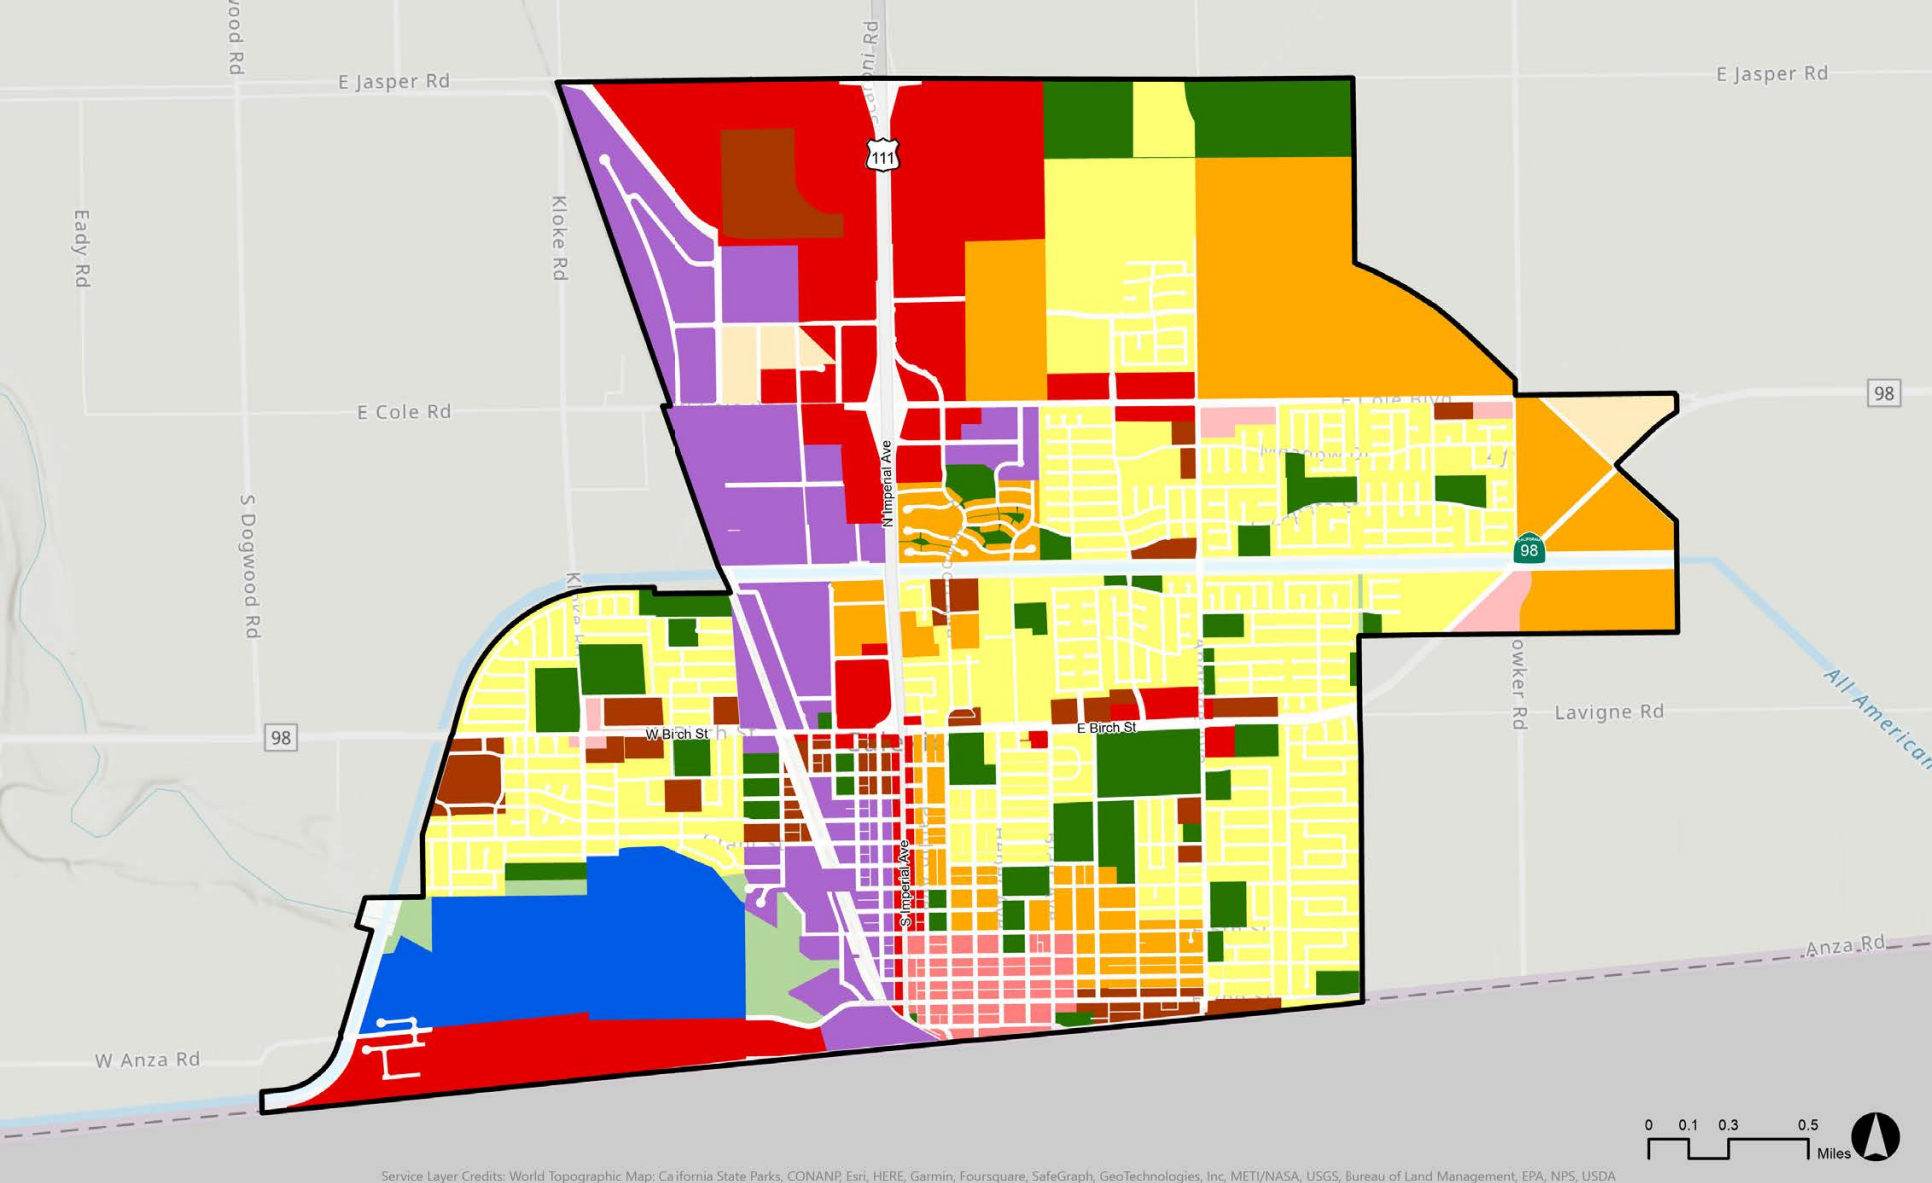 E Jasper Rd
E Jasper Rd
111
Eady Rd
Kloke Rd
E Cole Rd
98
N Imperial Ave
S Dogwood Rd
98
All American
Lavigne Rd
98
W Birch St
E Birch St
S Imperial Ave
Anza Rd
W Anza Rd
0 0.1 0.3 0.5
Miles
Service Layer Credits: World Topographic Map: California State Parks, CONANP, Esri, HERE, Garmin, Foursquare, SafeGraph, GeoTechnologies, Inc, METI/NASA, USGS, Bureau of Land Management, EPA, NPS, USDA